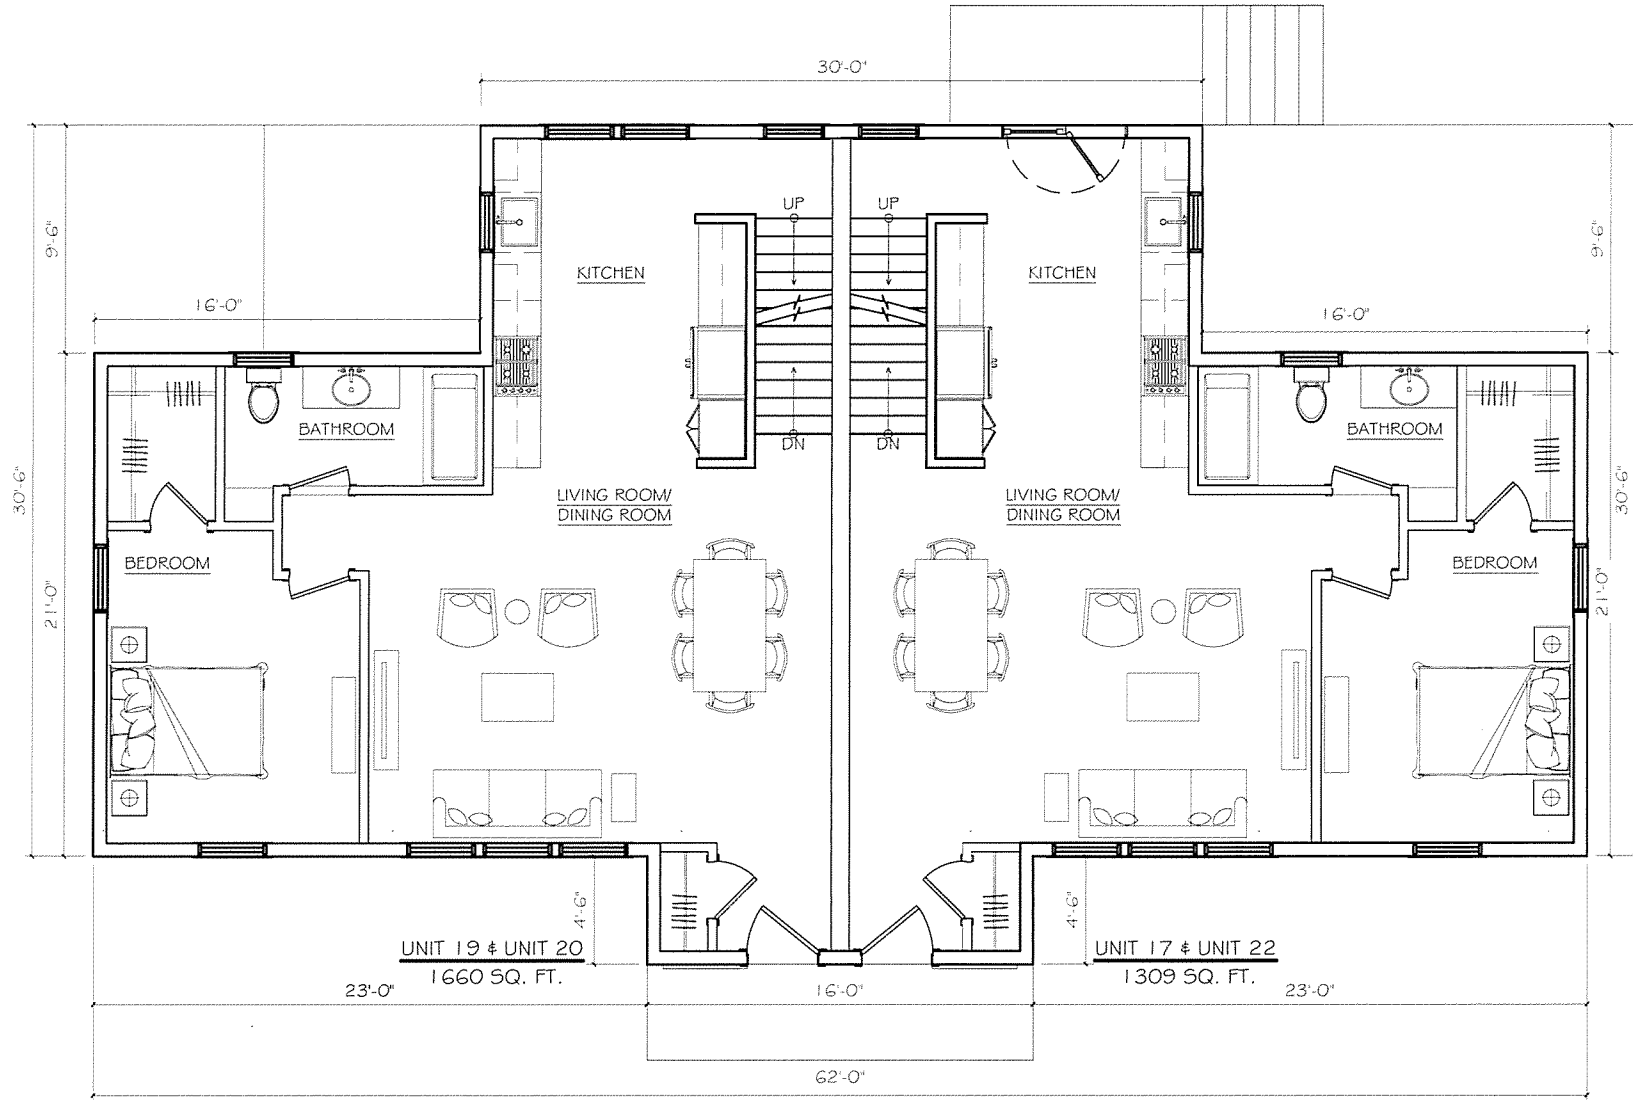 30'-0"
9'-6"
9'-6"
UP
UP
KITCHEN
KITCHEN
16'-0"
16'-0"
BATHROOM
BATHROOM
DN
DN
30'-6"
30'-6"
LIVING ROOM/
DINING ROOM
LIVING ROOM/
DINING ROOM
BEDROOM
BEDROOM
21'-0"
21'-0"
4'-6"
4'-6"
UNIT 19 & UNIT 20
1660 SQ. FT.
UNIT 17 & UNIT 22
1309 SQ. FT.
23'-0"
16'-0"
23'-0"
62'-0"